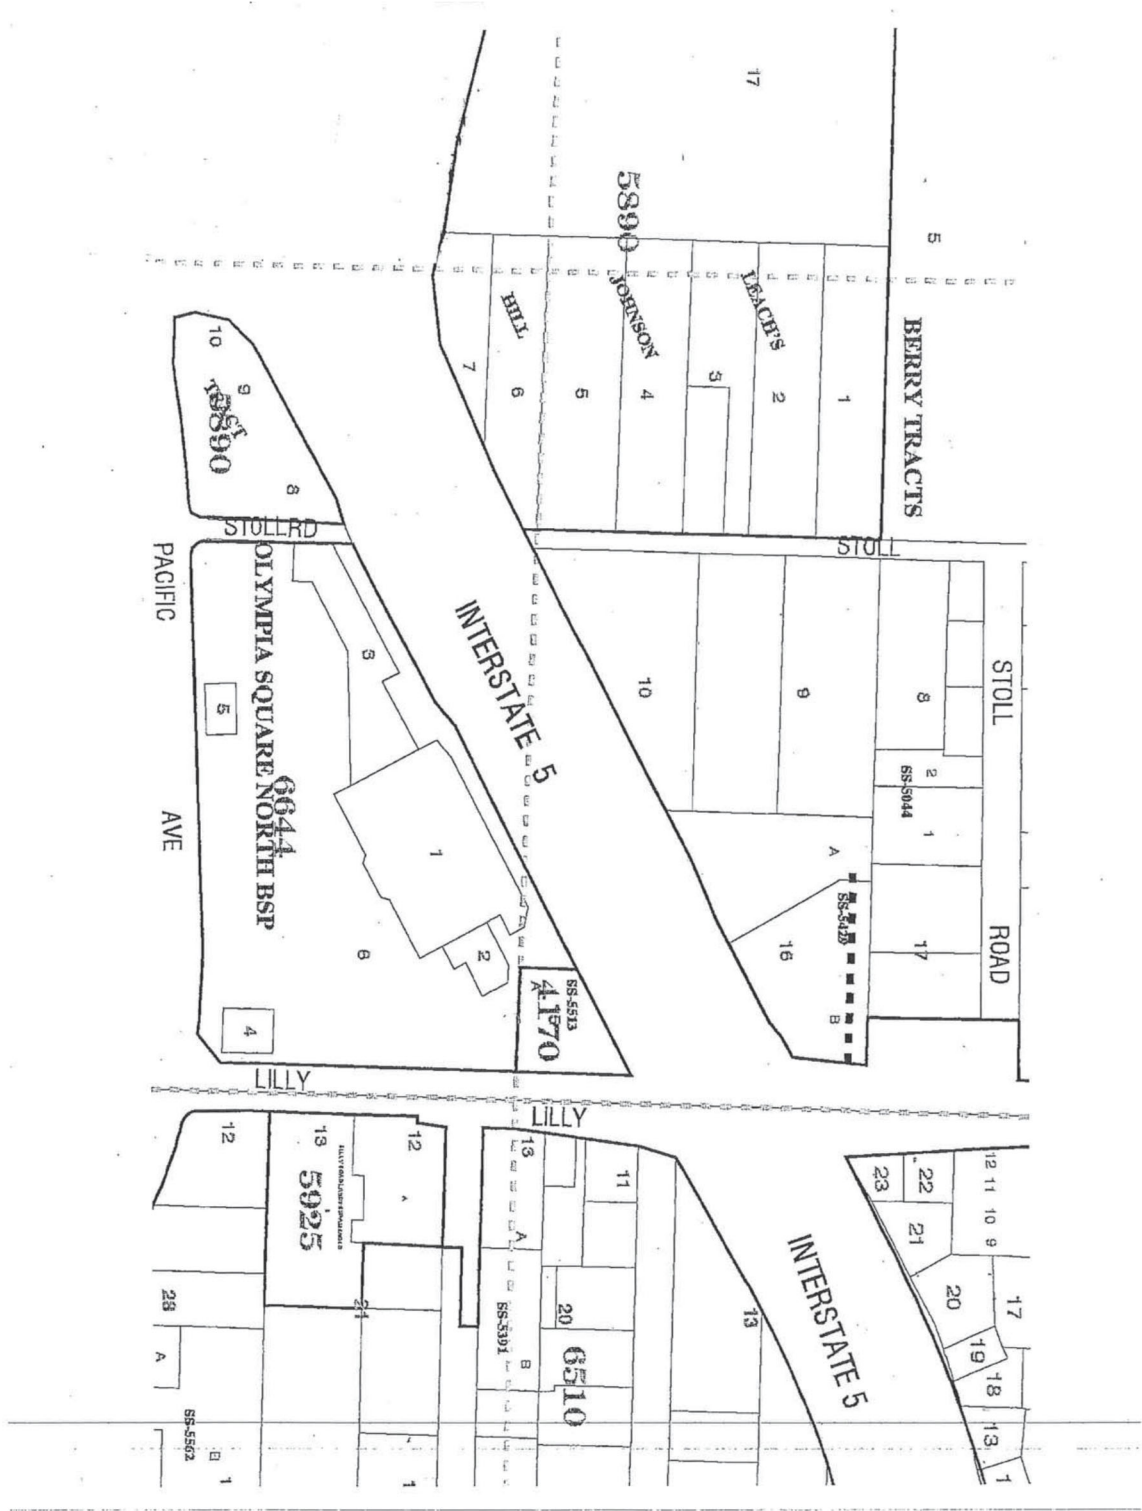 17
5
5890
BERRY TRACTS
LEACH'S
JOHNSON
HILL
1
2
3
4
5
6
7
10
9
5890
8
STOLL RD
STOLL
PACIFIC
AVE
OLYMPIA SQUARE NORTH BSP
6644
3
5
1
6
2
4
INTERSTATE 5
10
9
8
STOLL
ROAD
2
SS-5044
1
A
16
B
17
SS-5513
A
4170
LILLY
LILLY
12
13
5925
12
A
13
A
11
20
SS-5391
B
6510
13
INTERSTATE 5
12 11 10 9
22
23
21
20
17
19
18
13
1
28
A
SS-5562
1
1